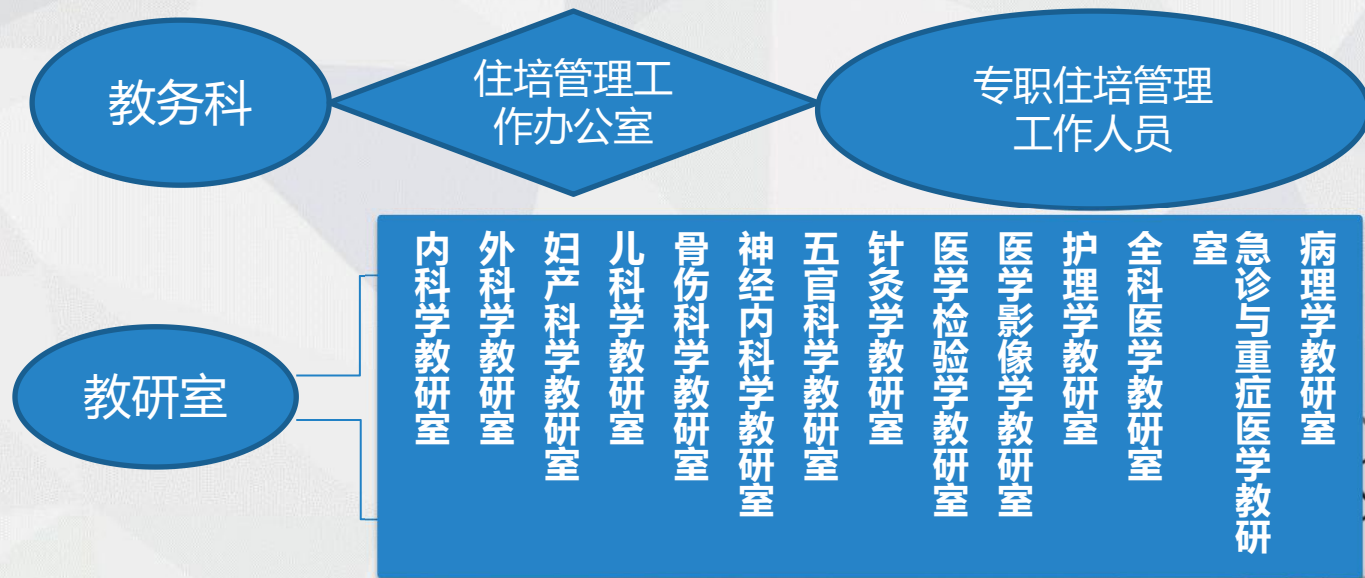 教务科
住培管理工
作办公室
专职住培管理
工作人员
教研室
内科学教研室
外科学教研室
妇产科学教研室
儿科学教研室
骨伤科学教研室
神经内科学教研室
五官科学教研室
针灸学教研室
医学检验学教研室
医学影像学教研室
护理学教研室
全科医学教研室
急诊与重症医学教研
室
病理学教研室